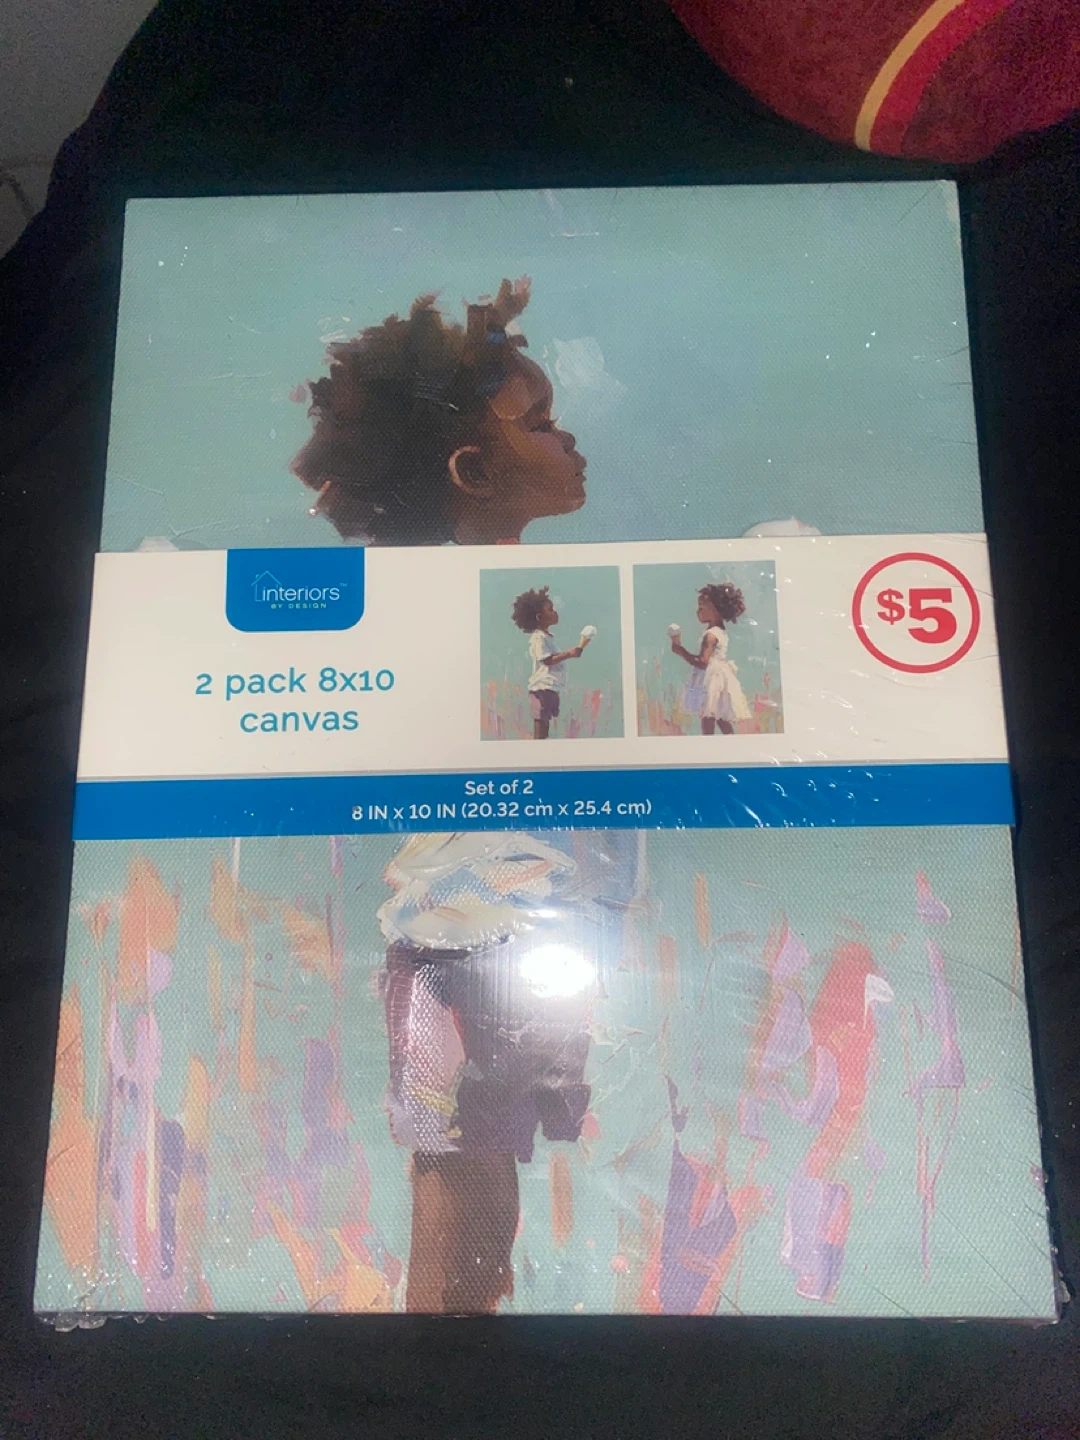 interiors™
BY DESIGN
2 pack 8x10
canvas
$5
Set of 2
8 IN x 10 IN (20.32 cm x 25.4 cm)